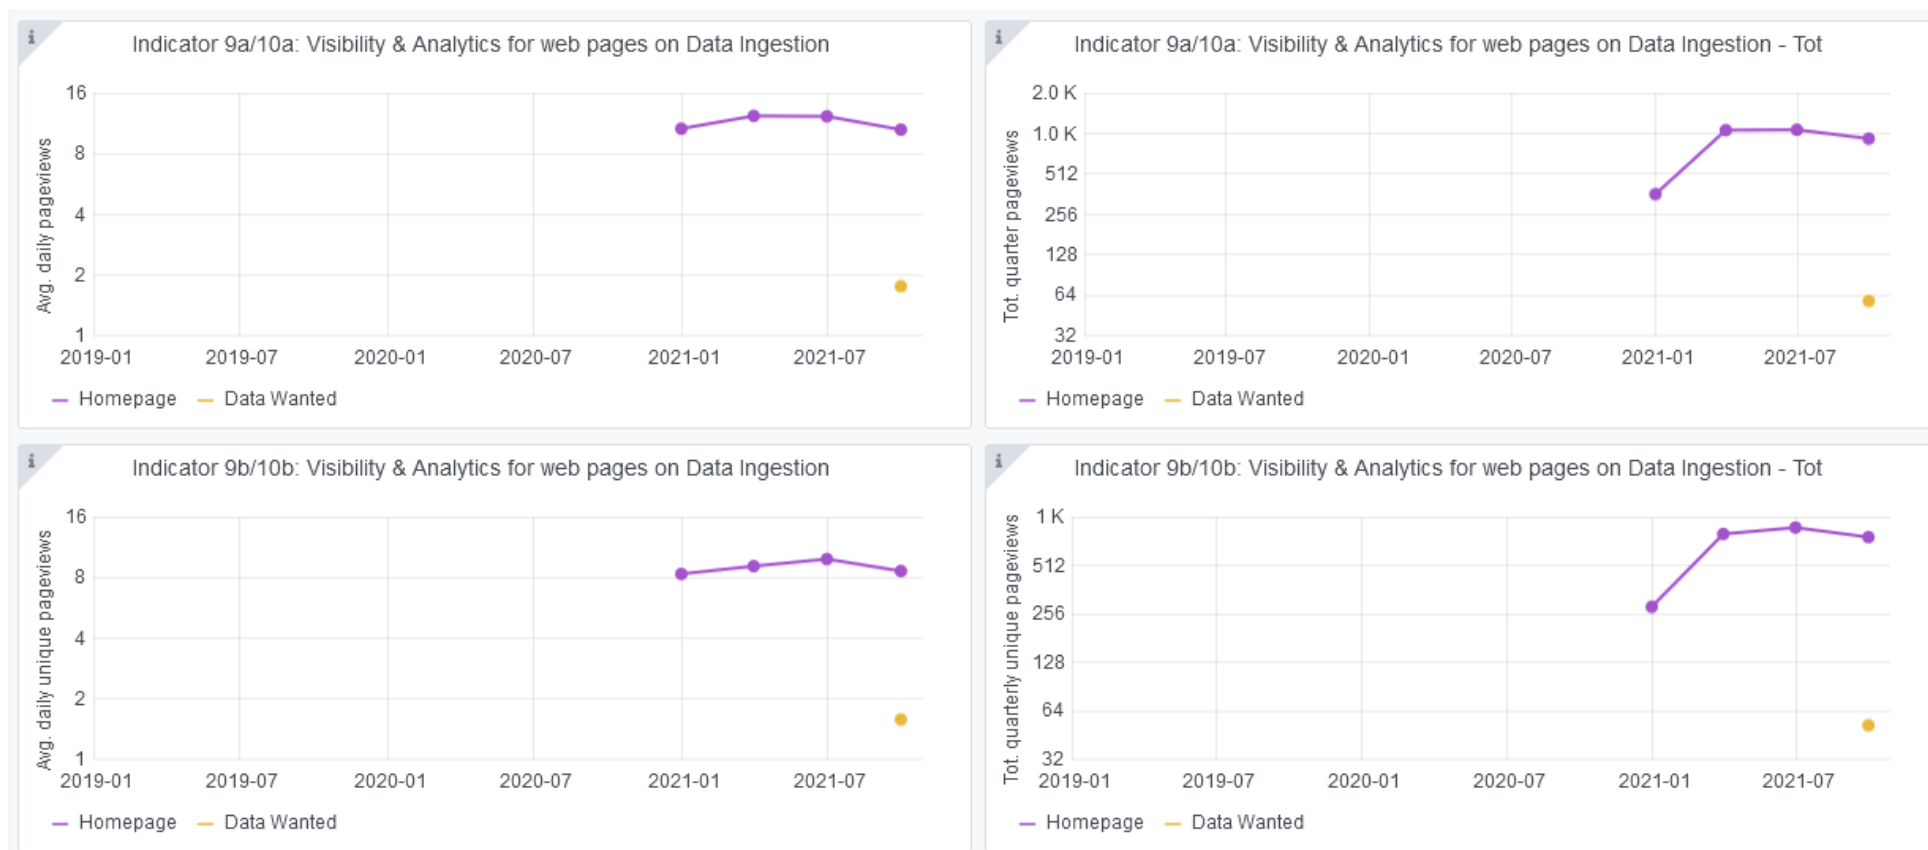 i
Indicator 9a/10a: Visibility & Analytics for web pages on Data Ingestion
Avg. daily pageviews
16
8
4
2
1
2019-01 2019-07 2020-01 2020-07 2021-01 2021-07
Homepage Data Wanted
i
Indicator 9a/10a: Visibility & Analytics for web pages on Data Ingestion - Tot
Tot. quarter pageviews
2.0 K
1.0 K
512
256
128
64
32
2019-01 2019-07 2020-01 2020-07 2021-01 2021-07
Homepage Data Wanted
i
Indicator 9b/10b: Visibility & Analytics for web pages on Data Ingestion
Avg. daily unique pageviews
16
8
4
2
1
2019-01 2019-07 2020-01 2020-07 2021-01 2021-07
Homepage Data Wanted
i
Indicator 9b/10b: Visibility & Analytics for web pages on Data Ingestion - Tot
Tot. quarterly unique pageviews
1 K
512
256
128
64
32
2019-01 2019-07 2020-01 2020-07 2021-01 2021-07
Homepage Data Wanted